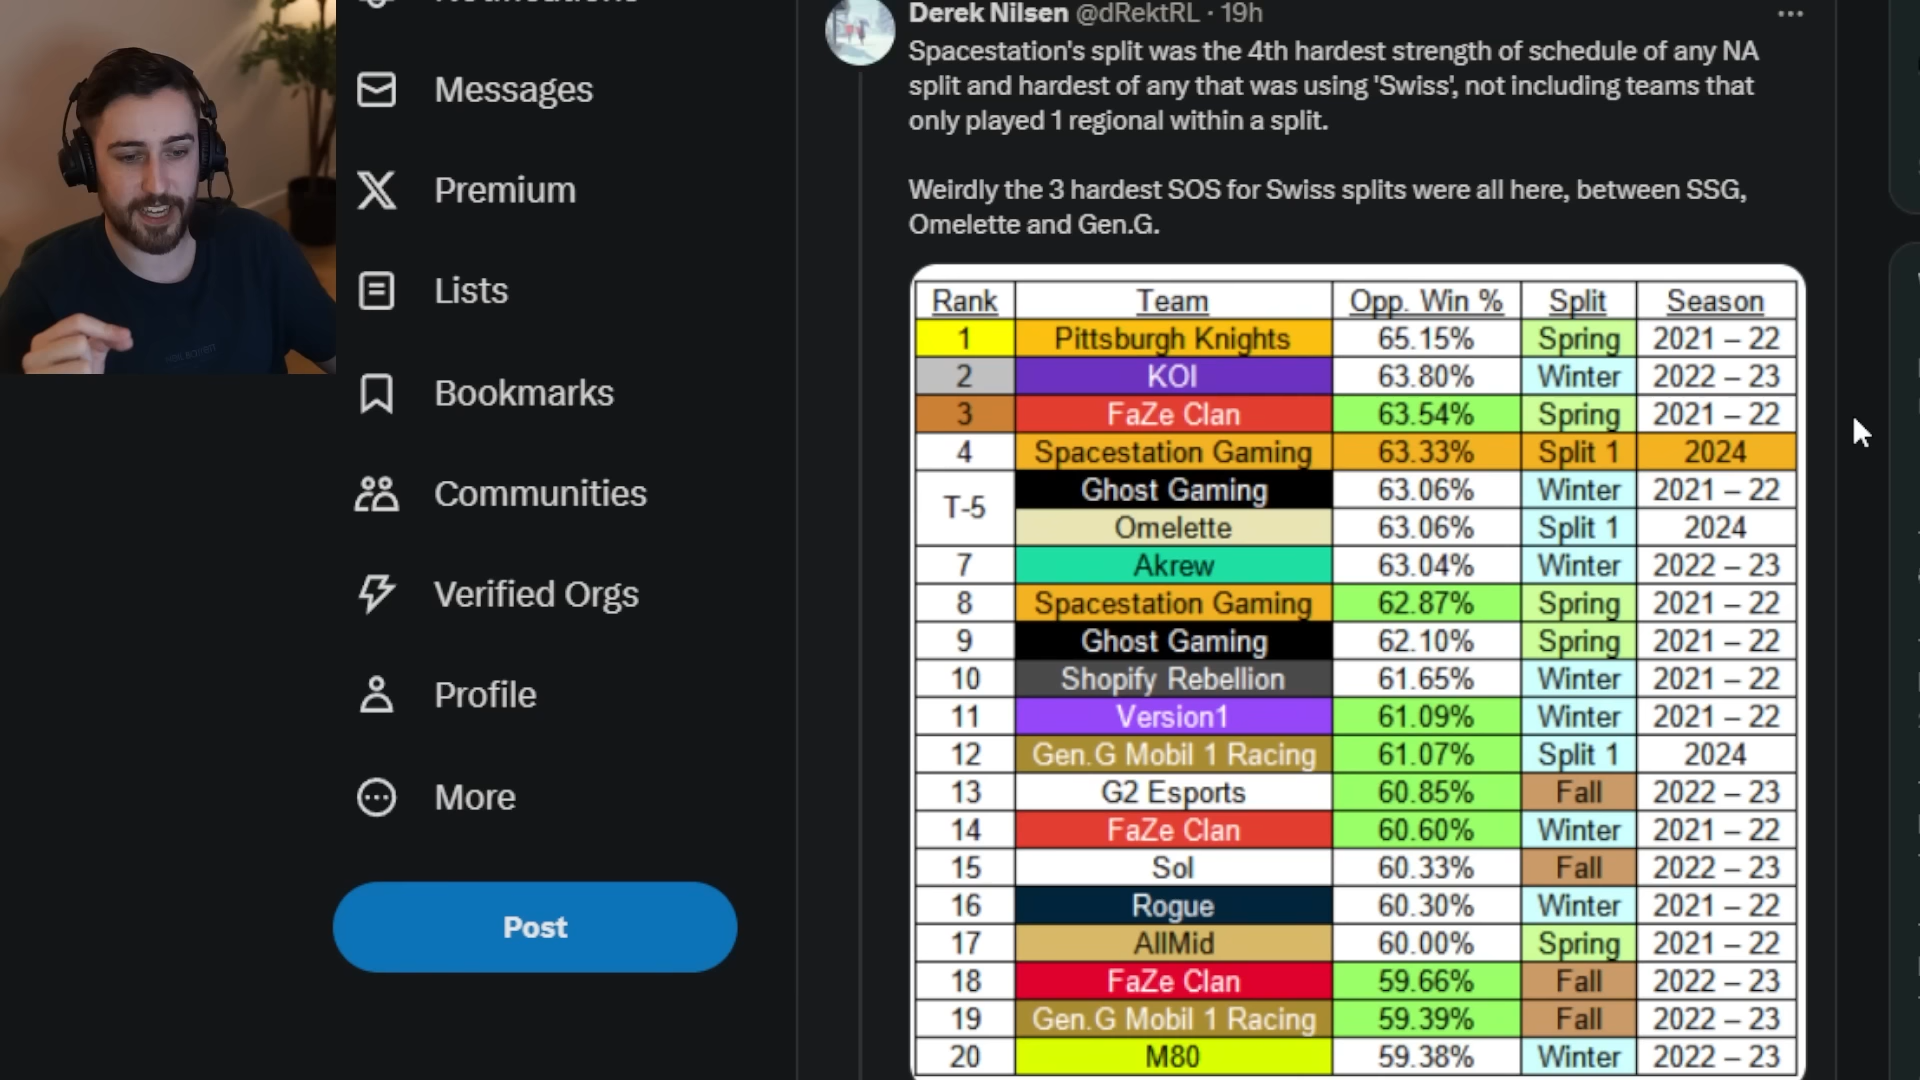 Messages
Premium
Lists
Bookmarks
Communities
Verified Orgs
Profile
More
Post
Derek Nilsen @dRektRL · 19h
Spacestation's split was the 4th hardest strength of schedule of any NA
split and hardest of any that was using 'Swiss', not including teams that
only played 1 regional within a split.
Weirdly the 3 hardest SOS for Swiss splits were all here, between SSG,
Omelette and Gen.G.
Rank Team Opp. Win % Split Season
1 Pittsburgh Knights 65.15% Spring 2021 – 22
2 KOI 63.80% Winter 2022 – 23
3 FaZe Clan 63.54% Spring 2021 – 22
4 Spacestation Gaming 63.33% Split 1 2024
T-5 Ghost Gaming 63.06% Winter 2021 – 22
Omelette 63.06% Split 1 2024
7 Akrew 63.04% Winter 2022 – 23
8 Spacestation Gaming 62.87% Spring 2021 – 22
9 Ghost Gaming 62.10% Spring 2021 – 22
10 Shopify Rebellion 61.65% Winter 2021 – 22
11 Version1 61.09% Winter 2021 – 22
12 Gen.G Mobil 1 Racing 61.07% Split 1 2024
13 G2 Esports 60.85% Fall 2022 – 23
14 FaZe Clan 60.60% Winter 2021 – 22
15 Sol 60.33% Fall 2022 – 23
16 Rogue 60.30% Winter 2021 – 22
17 AllMid 60.00% Spring 2021 – 22
18 FaZe Clan 59.66% Fall 2022 – 23
19 Gen.G Mobil 1 Racing 59.39% Fall 2022 – 23
20 M80 59.38% Winter 2022 – 23